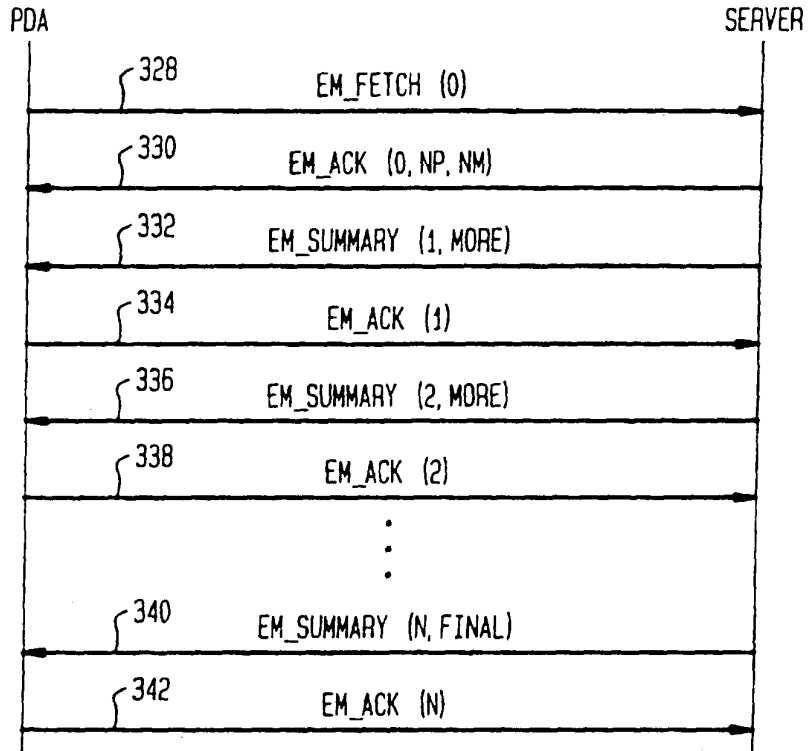 PDA SERVER
328 EM_FETCH (0)
330 EM_ACK (0, NP, NM)
332 EM_SUMMARY (1, MORE)
334 EM_ACK (1)
336 EM_SUMMARY (2, MORE)
338 EM_ACK (2)
340 EM_SUMMARY (N, FINAL)
342 EM_ACK (N)